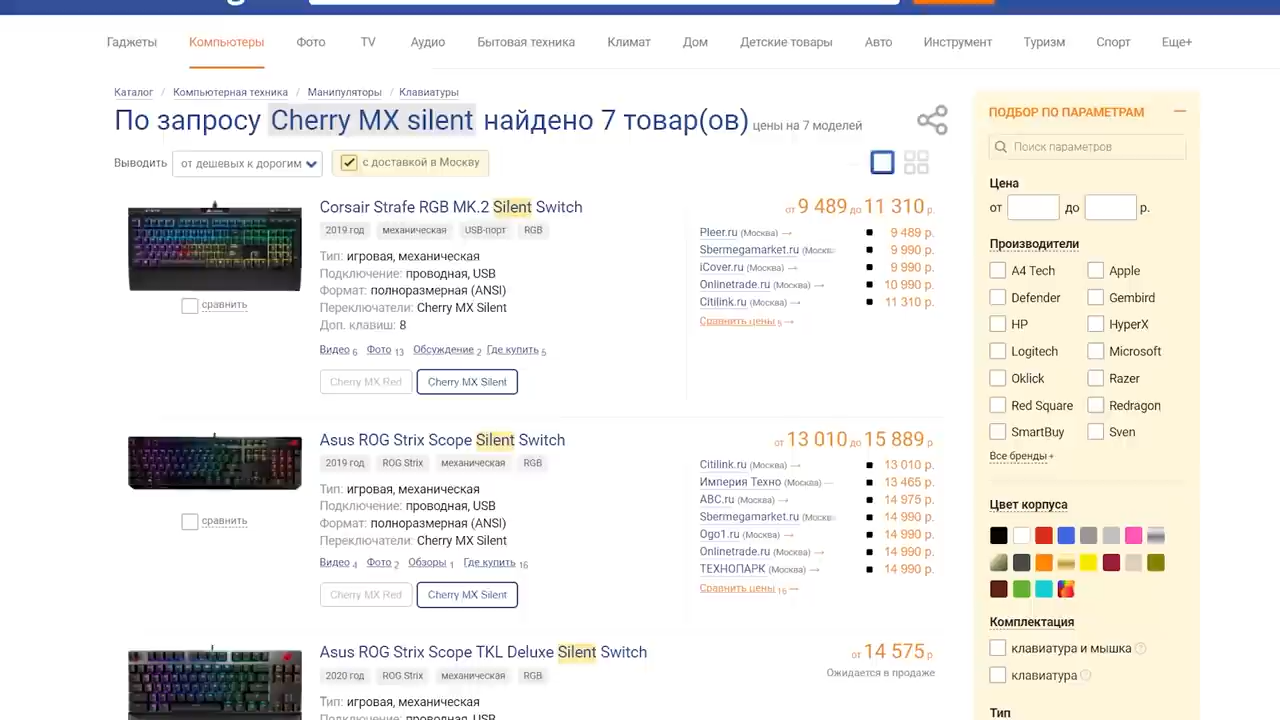 Гаджеты Компьютеры Фото TV Аудио Бытовая техника Климат Дом Детские товары Авто Инструмент Туризм Спорт Еще+
Каталог / Компьютерная техника / Манипуляторы / Клавиатуры
По запросу Cherry MX silent найдено 7 товар(ов) цены на 7 моделей
Выводить от дешевых к дорогим с доставкой в Москву
Corsair Strafe RGB MK.2 Silent Switch
2019 год механическая USB-порт RGB
Тип: игровая, механическая
Подключение: проводная, USB
Формат: полноразмерная (ANSI)
Переключатели: Cherry MX Silent
Доп. клавиш: 8
Видео 6 Фото 13 Обсуждение 2 Где купить 5
Cherry MX Red Cherry MX Silent
сравнить
от 9 489 до 11 310 р.
Pleer.ru (Москва) → 9 489 р.
Sbermegamarket.ru (Москва 9 990 р.
iCover.ru (Москва) → 9 990 р.
Onlinetrade.ru (Москва) → 10 990 р.
Citilink.ru (Москва) → 11 310 р.
Сравнить цены 5 →
Asus ROG Strix Scope Silent Switch
2019 год ROG Strix механическая RGB
Тип: игровая, механическая
Подключение: проводная, USB
Формат: полноразмерная (ANSI)
Переключатели: Cherry MX Silent
Видео 4 Фото 2 Обзоры 1 Где купить 16
Cherry MX Red Cherry MX Silent
сравнить
от 13 010 до 15 889 р.
Citilink.ru (Москва) → 13 010 р.
Империя Техно (Москва) 13 465 р.
ABC.ru (Москва) → 14 975 р.
Sbermegamarket.ru (Москва 14 990 р.
Ogo1.ru (Москва) → 14 990 р.
Onlinetrade.ru (Москва) → 14 990 р.
ТЕХНОПАРК (Москва) → 14 990 р.
Сравнить цены 16 →
Asus ROG Strix Scope TKL Deluxe Silent Switch
2020 год ROG Strix механическая RGB
Тип: игровая, механическая
Подключение: проводная, USB
от 14 575 р.
Ожидается в продаже
ПОДБОР ПО ПАРАМЕТРАМ
Поиск параметров
Цена
от до р.
Производители
A4 Tech Apple
Defender Gembird
HP HyperX
Logitech Microsoft
Oklick Razer
Red Square Redragon
SmartBuy Sven
Все бренды +
Цвет корпуса
Комплектация
клавиатура и мышка ?
клавиатура
Тип